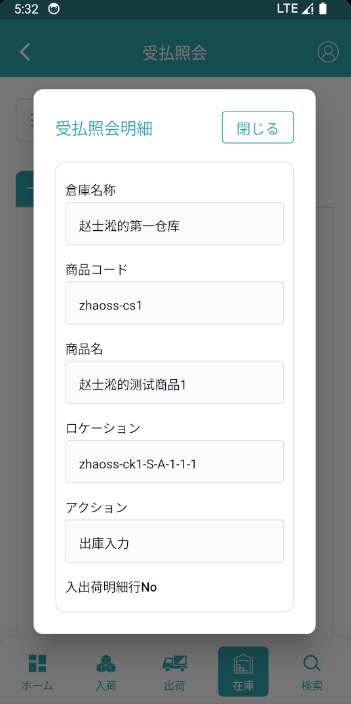 5:32
LTE
受払照会
受払照会明細
閉じる
倉庫名称
赵士淞的第一仓库
商品コード
zhaoss-cs1
商品名
赵士淞的测试商品1
ロケーション
zhaoss-ck1-S-A-1-1-1
アクション
出庫入力
入出荷明細行No
ホーム
入荷
出荷
在庫
検索